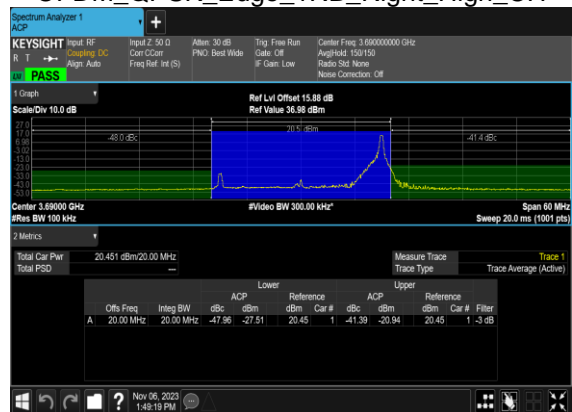 Spectrum Analyzer 1
ACP
+
KEYSIGHT
R T
PASS
Input: RF
Coupling: DC
Align: Auto
Input Z: 50 Ω
Corr CCorr
Freq Ref: Int (S)
Atten: 30 dB
PNO: Best Wide
Trig: Free Run
Gate: Off
IF Gain: Low
Center Freq: 3.690000000 GHz
Avg|Hold: 150/150
Radio Std: None
Noise Correction: Off
1 Graph
Scale/Div 10.0 dB
Ref Lvl Offset 15.88 dB
Ref Value 36.98 dBm
27.0
17.0
6.98
-3.02
-13.0
-23.0
-33.0
-43.0
-53.0
-48.0 dBc
20.5 dBm
-41.4 dBc
Center 3.69000 GHz
#Res BW 100 kHz
#Video BW 300.00 kHz*
Span 60 MHz
Sweep 20.0 ms (1001 pts)
2 Metrics
Total Car Pwr 20.451 dBm/20.00 MHz
Total PSD ---
Measure Trace Trace 1
Trace Type Trace Average (Active)
Lower Upper
ACP Reference ACP Reference
Offs Freq Integ BW dBc dBm dBm Car # dBc dBm dBm Car # Filter
A 20.00 MHz 20.00 MHz -47.96 -27.51 20.45 1 -41.39 -20.94 20.45 1 -3 dB
?
Nov 06, 2023
1:49:19 PM